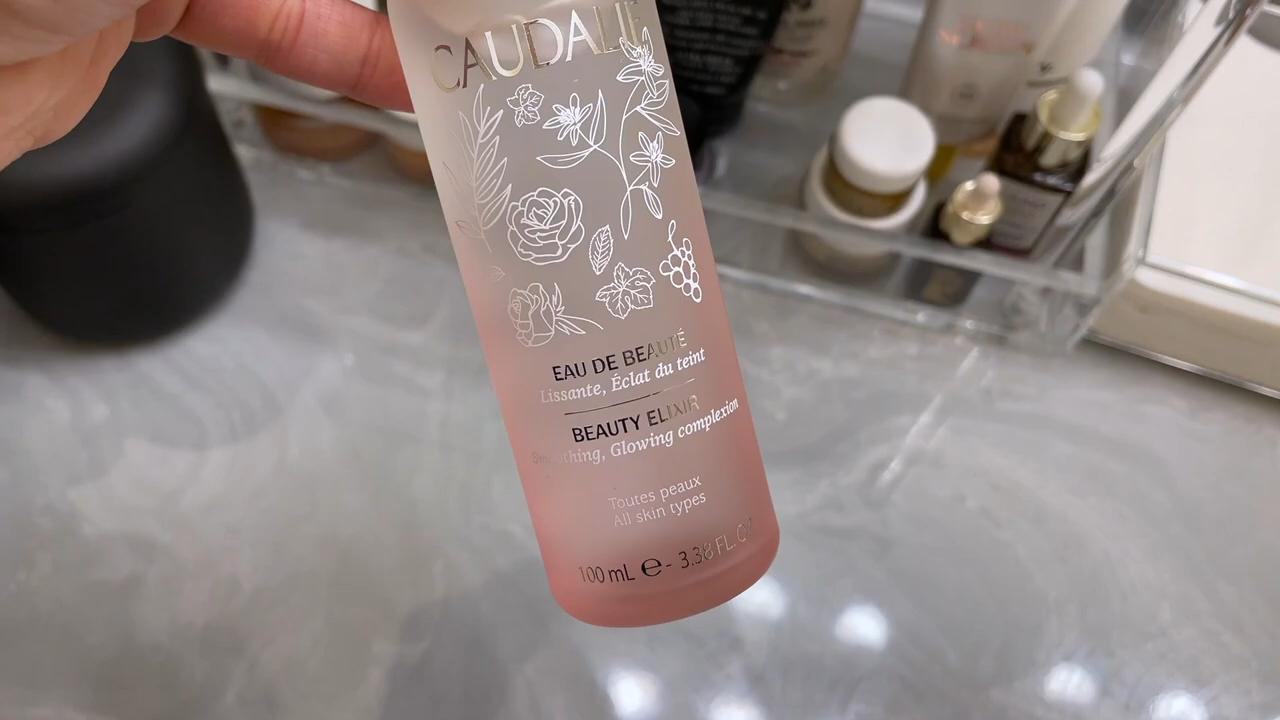 CAUDALIE
EAU DE BEAUTÉ
Lissante, Éclat du teint
BEAUTY ELIXIR
Smoothing, Glowing complexion
Toutes peaux
All skin types
100 mL ℮ - 3.38 FL. OZ